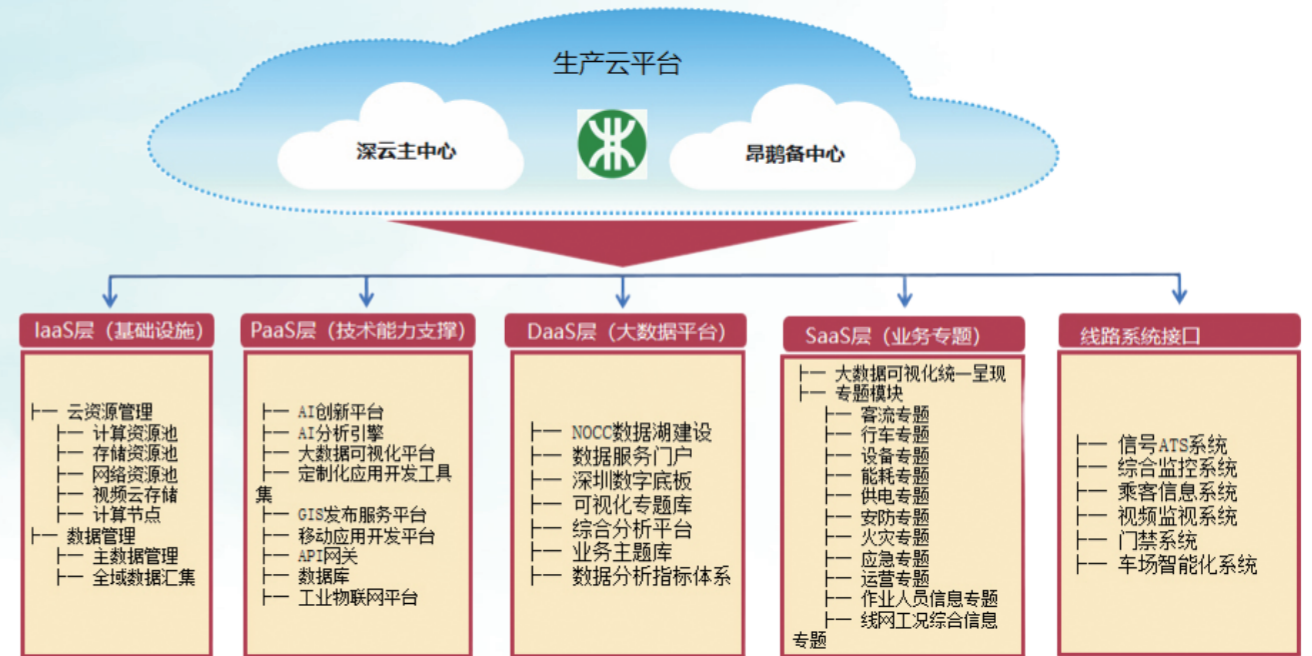 生产云平台
深云主中心
昂鹅备中心
IaaS层（基础设施）
├─ 云资源管理
├─ 计算资源池
├─ 存储资源池
├─ 网络资源池
├─ 视频云存储
├─ 计算节点
├─ 数据管理
├─ 主数据管理
├─ 全域数据汇集
PaaS层（技术能力支撑）
├─ AI创新平台
├─ AI分析引擎
├─ 大数据可视化平台
├─ 定制化应用开发工具
集
├─ GIS发布服务平台
├─ 移动应用开发平台
├─ API网关
├─ 数据库
├─ 工业物联网平台
DaaS层（大数据平台）
├─ NOCC数据湖建设
├─ 数据服务门户
├─ 深圳数字底板
├─ 可视化专题库
├─ 综合分析平台
├─ 业务主题库
├─ 数据分析指标体系
SaaS层（业务专题）
├─ 大数据可视化统一呈现
├─ 专题模块
├─ 客流专题
├─ 行车专题
├─ 设备专题
├─ 能耗专题
├─ 供电专题
├─ 安防专题
├─ 火灾专题
├─ 应急专题
├─ 运营专题
├─ 作业人员信息专题
├─ 线网工况综合信息
专题
线路系统接口
├─ 信号ATS系统
├─ 综合监控系统
├─ 乘客信息系统
├─ 视频监视系统
├─ 门禁系统
├─ 车场智能化系统